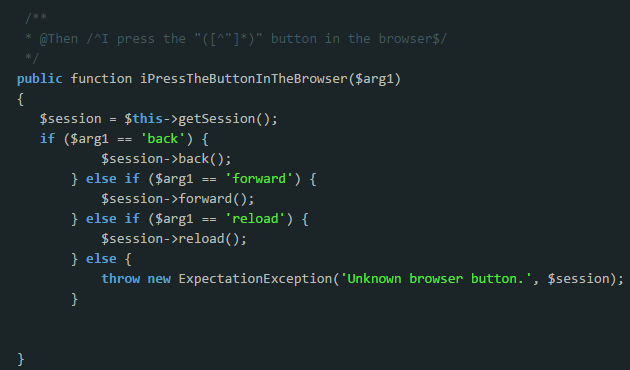 /**
* @Then /^I press the "([^"]*)" button in the browser$/
*/
public function iPressTheButtonInTheBrowser($arg1)
{
$session = $this->getSession();
if ($arg1 == 'back') {
$session->back();
} else if ($arg1 == 'forward') {
$session->forward();
} else if ($arg1 == 'reload') {
$session->reload();
} else {
throw new ExpectationException('Unknown browser button.', $session);
}
}